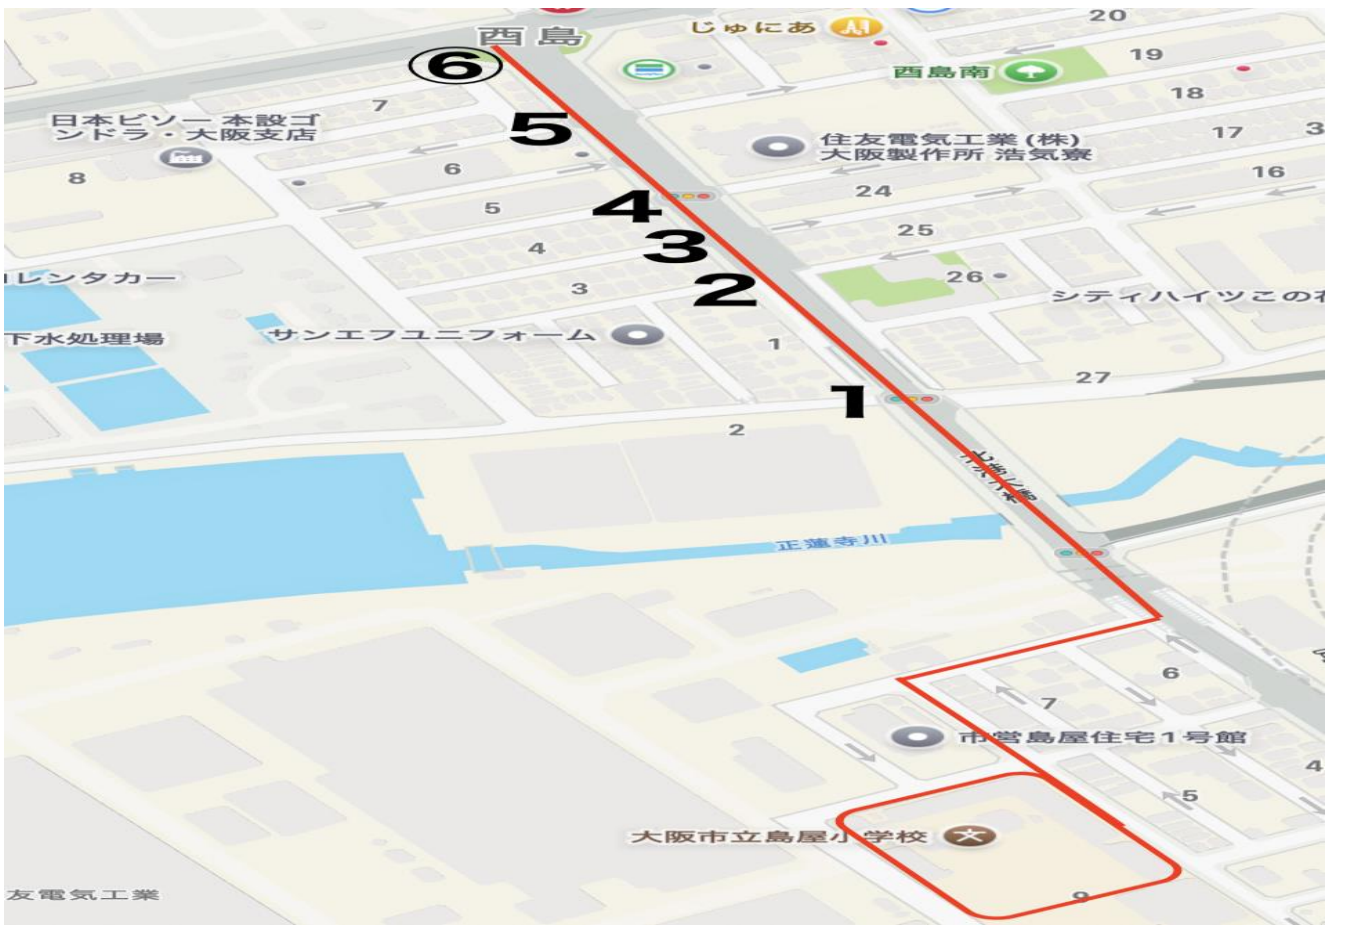 酉島
じゅにあ
20
⑥
19
酉島南
7
18
日本ビソー 本設ゴ
ンドラ・大阪支店
5
住友電気工業(株)
大阪製作所 浩気寮
17
3
8
6
16
24
4
5
25
3
4
26
2
レンタカー
3
シティハイツこの
下水処理場
サンエフユニフォーム
1
27
1
2
正蓮寺川
6
7
市営島屋住宅1号館
4
5
大阪市立島屋小学校
友電気工業
9